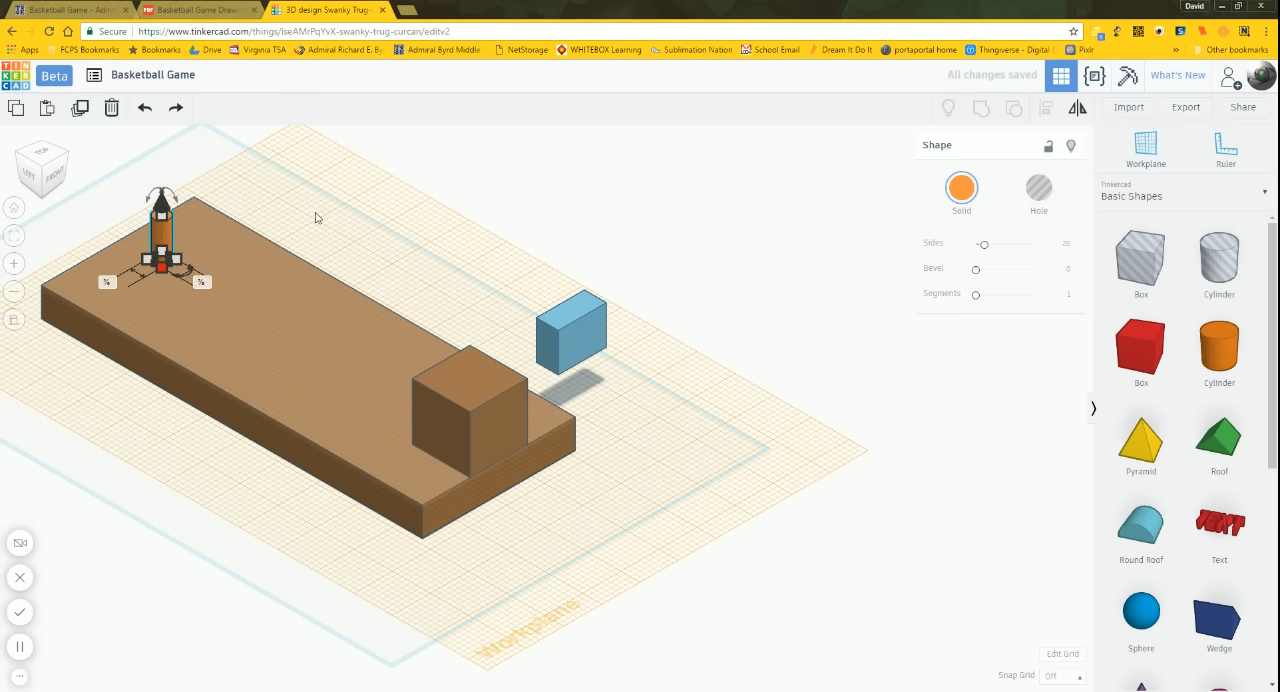 Basketball Game - Adm
Basketball Game Drawin
3D design Swanky Trug-
David
Secure
https://www.tinkercad.com/things/iseAMrPqYvX-swanky-trug-curcan/editv2
Apps
FCPS Bookmarks
Bookmarks
Drive
Virginia TSA
Admiral Richard E. By
Admiral Byrd Middle
NetStorage
WHITEBOX Learning
Sublimation Nation
School Email
Dream It Do It
portaportal home
Thingiverse - Digital
Pixlr
»
Other bookmarks
TIN
KER
CAD
Beta
Basketball Game
All changes saved
What's New
Import
Export
Share
TOP
LEFT
FRONT
Shape
Solid
Hole
Sides
20
Bevel
0
Segments
1
Workplane
Ruler
Tinkercad
Basic Shapes
Box
Cylinder
Box
Cylinder
Pyramid
Roof
Round Roof
TEXT
Text
Sphere
Wedge
Workplane
Edit Grid
Snap Grid
Off